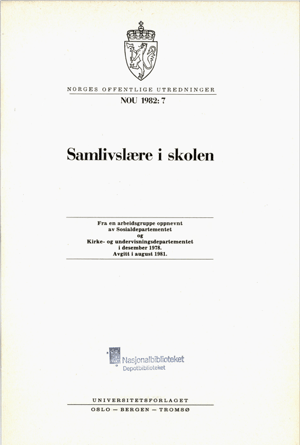 NORGES OFFENTLIGE UTREDNINGER
NOU 1982: 7
Samlivslære i skolen
Fra en arbeidsgruppe oppnevnt
av Sosialdepartementet
og
Kirke- og undervisningsdepartementet
i desember 1978.
Avgitt i august 1981.
Nasjonalbiblioteket
Depotbiblioteket
UNIVERSITETSFORLAGET
OSLO — BERGEN — TROMSØ